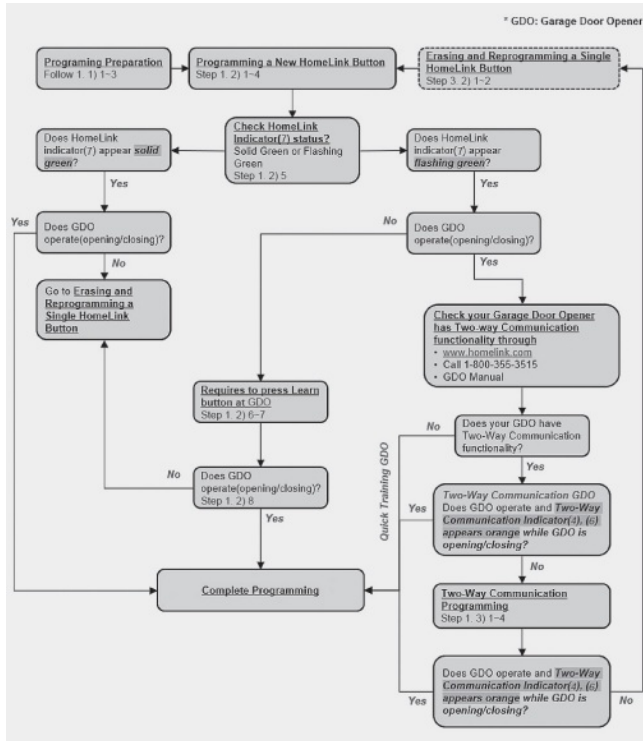 * GDO: Garage Door Opener
Programing Preparation
Follow 1. 1) 1~3
Programming a New HomeLink Button
Step 1. 2) 1~4
Erasing and Reprogramming a Single
HomeLink Button
Step 3. 2) 1~2
Does HomeLink
indicator(7) appear solid
green?
Check HomeLink
Indicator(7) status?
Solid Green or Flashing
Green
Step 1. 2) 5
Does HomeLink
indicator(7) appear
flashing green?
Yes
Yes
Yes
No
Does GDO
operate(opening/closing)?
Does GDO
operate(opening/closing)?
No
Yes
Go to Erasing and
Reprogramming a
Single HomeLink
Button
Check your Garage Door Opener
has Two-way Communication
functionality through
• www.homelink.com
• Call 1-800-355-3515
• GDO Manual
Requires to press Learn
button at GDO
Step 1. 2) 6~7
No
Does your GDO have
Two-Way Communication
functionality?
No
Does GDO
operate(opening/closing)?
Step 1. 2) 8
Quick Training GDO
Yes
Yes
Yes
Two-Way Communication GDO
Does GDO operate and Two-Way
Communication Indicator(4), (6)
appears orange while GDO is
opening/closing?
No
Complete Programming
Two-Way Communication
Programming
Step 1. 3) 1~4
Does GDO operate and Two-Way
Communication Indicator(4), (6)
appears orange while GDO is
opening/closing?
Yes
No